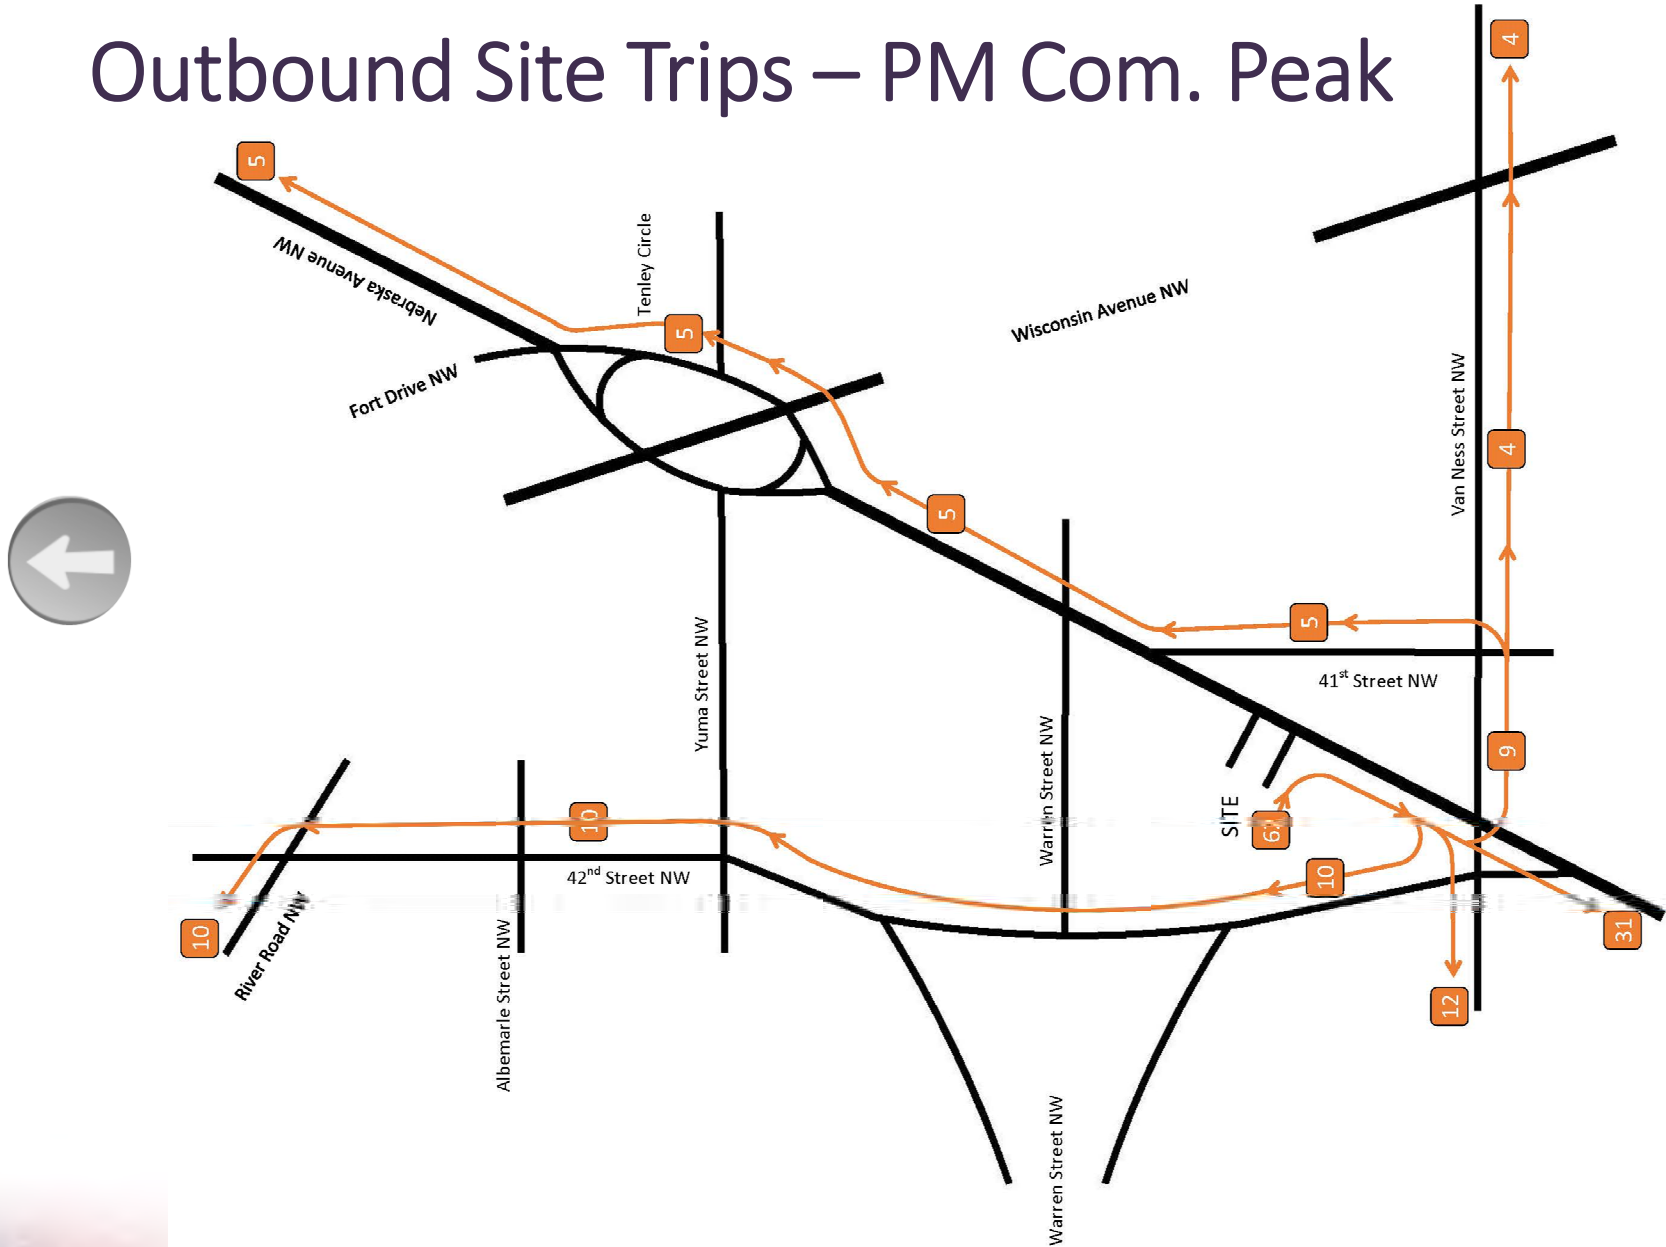 Outbound Site Trips – PM Com. Peak
4
5
Nebraska Avenue NW
Tenley Circle
5
Wisconsin Avenue NW
Fort Drive NW
Van Ness Street NW
4
5
5
41st Street NW
Yuma Street NW
Warren Street NW
9
SITE
10
42nd Street NW
10
10
River Road NW
Albemarle Street NW
31
12
Warren Street NW